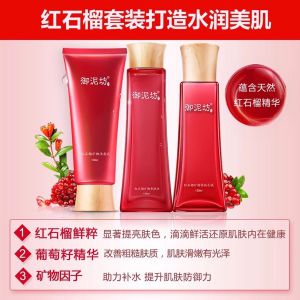 红石榴套装打造水润美肌
御泥坊
御泥坊
御泥坊
蕴含天然
红石榴精华
1 红石榴鲜粹 显著提亮肤色，滴滴鲜活还原肌肤内在健康
2 葡萄籽精华 改善粗糙肤质，肌肤滑嫩有光泽
3 矿物因子 助力补水 提升肌肤防御力